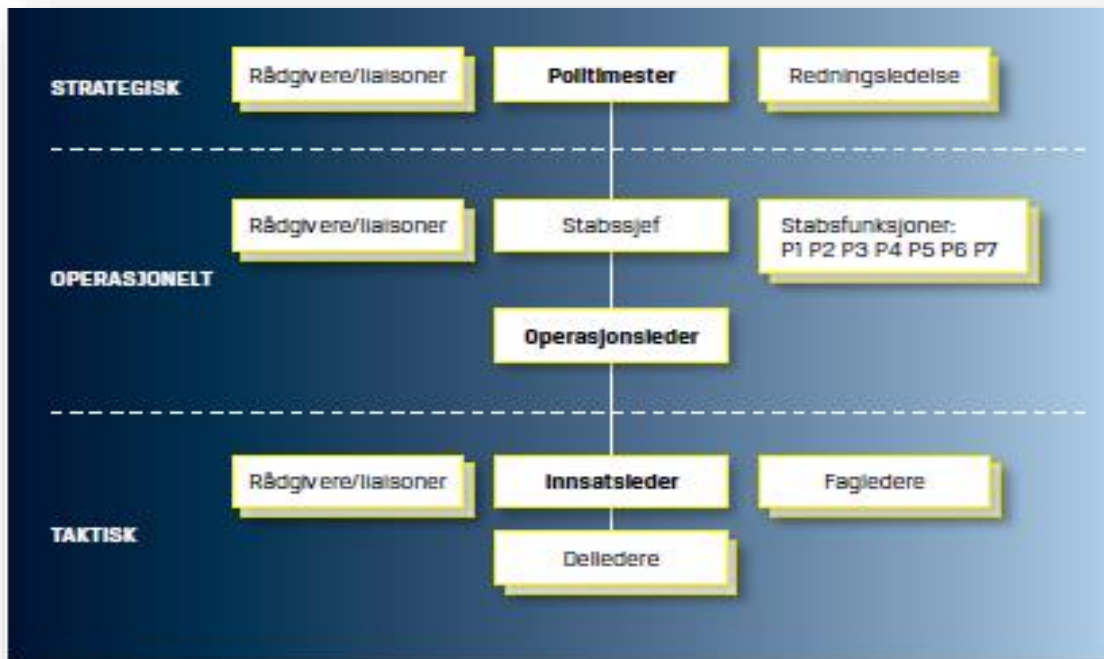 STRATEGISK
Rådgivere/liaisoner
Politimester
Redningsledelse
OPERASJONELT
Rådgivere/liaisoner
Stabssjef
Stabsfunksjoner:
P1 P2 P3 P4 P5 P6 P7
Operasjonsleder
TAKTISK
Rådgivere/liaisoner
Innsatsleder
Fagledere
Delledere